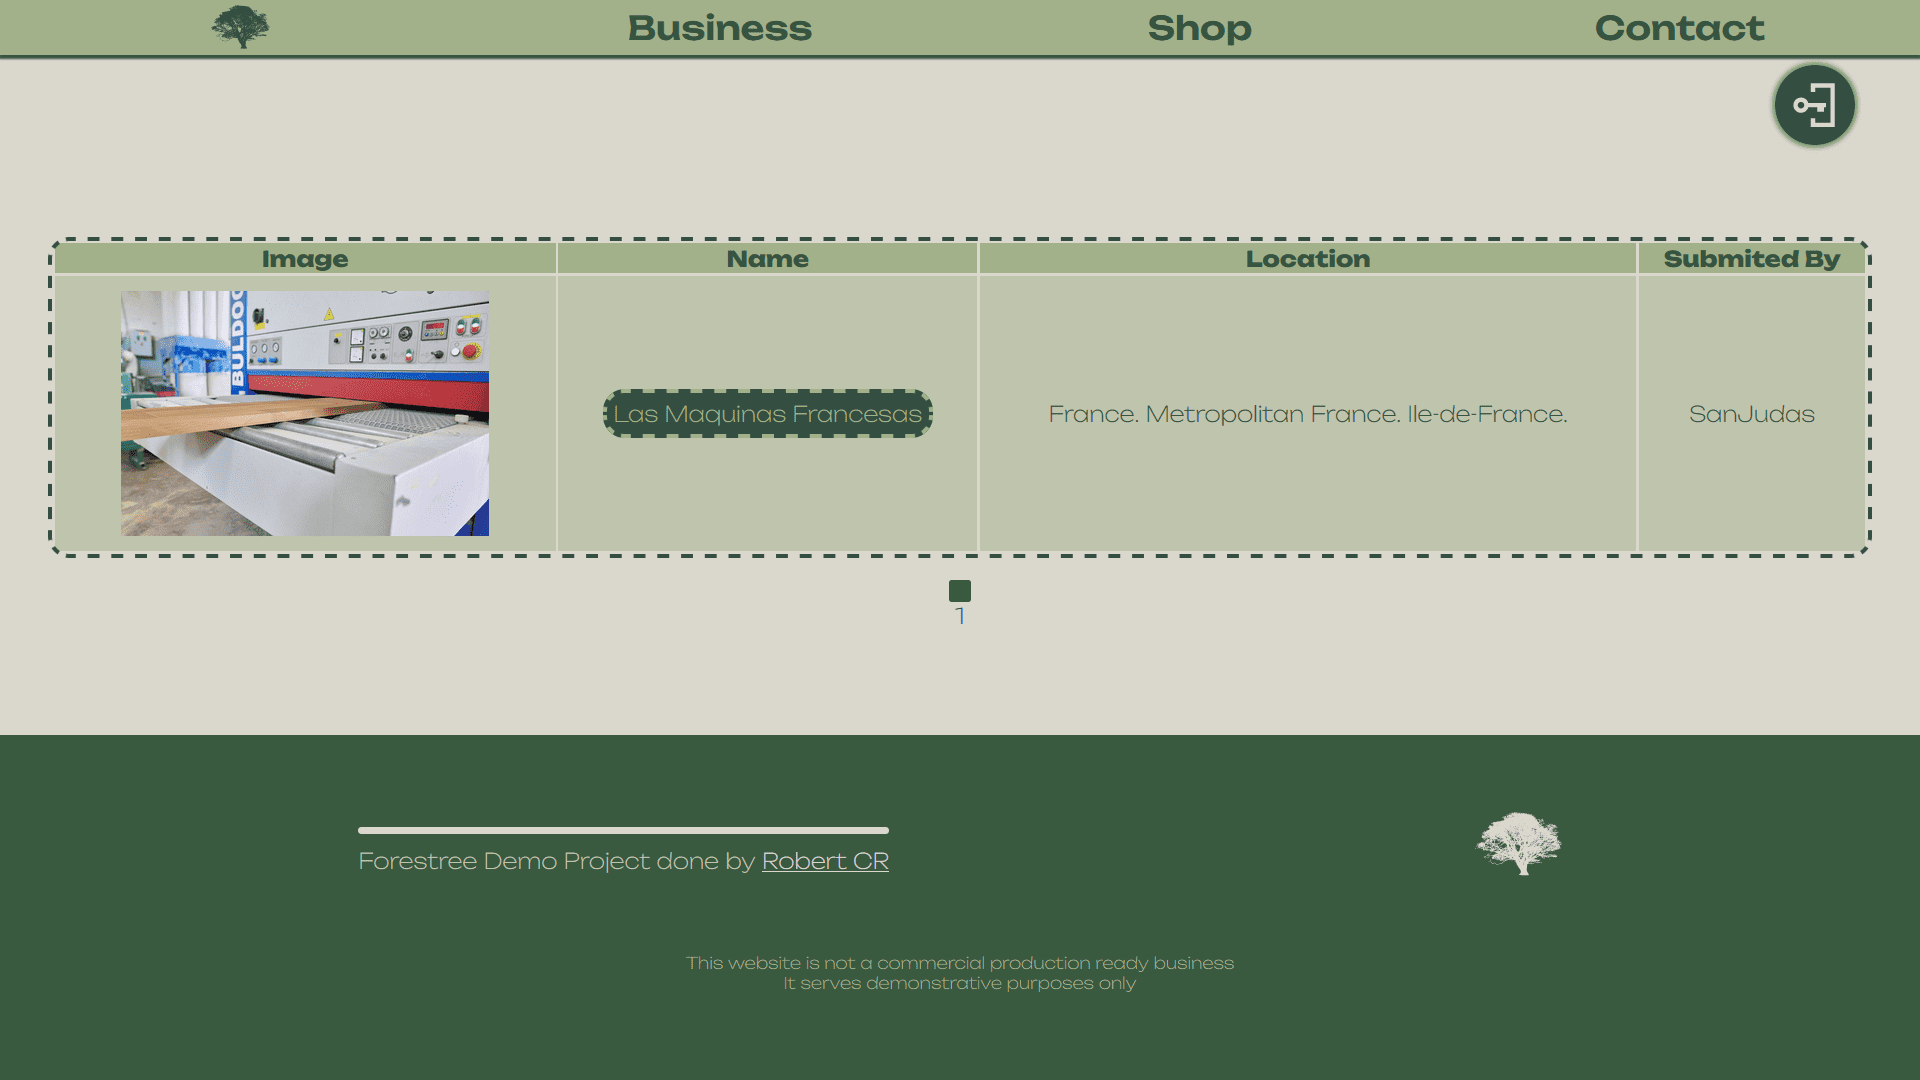 Business Shop Contact
Image Name Location Submited By
BULDO
Las Maquinas Francesas France. Metropolitan France. Ile-de-France. SanJudas
1
Forestree Demo Project done by Robert CR
This website is not a commercial production ready business
It serves demonstrative purposes only